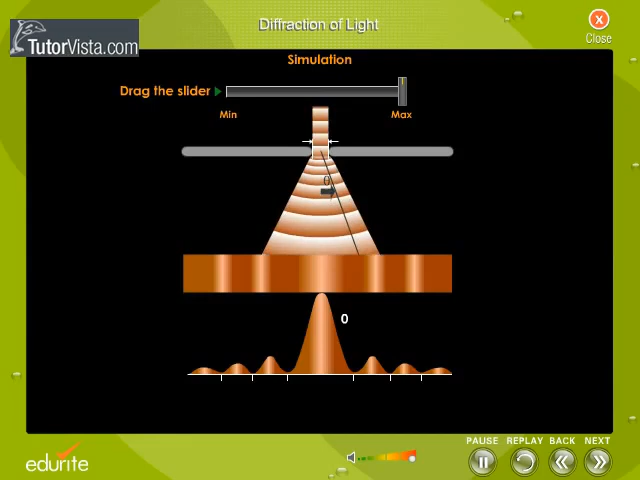 Diffraction of Light
X
Close
TutorVista.com
Simulation
Drag the slider
Min
Max
θ
0
PAUSE REPLAY BACK NEXT
edurite